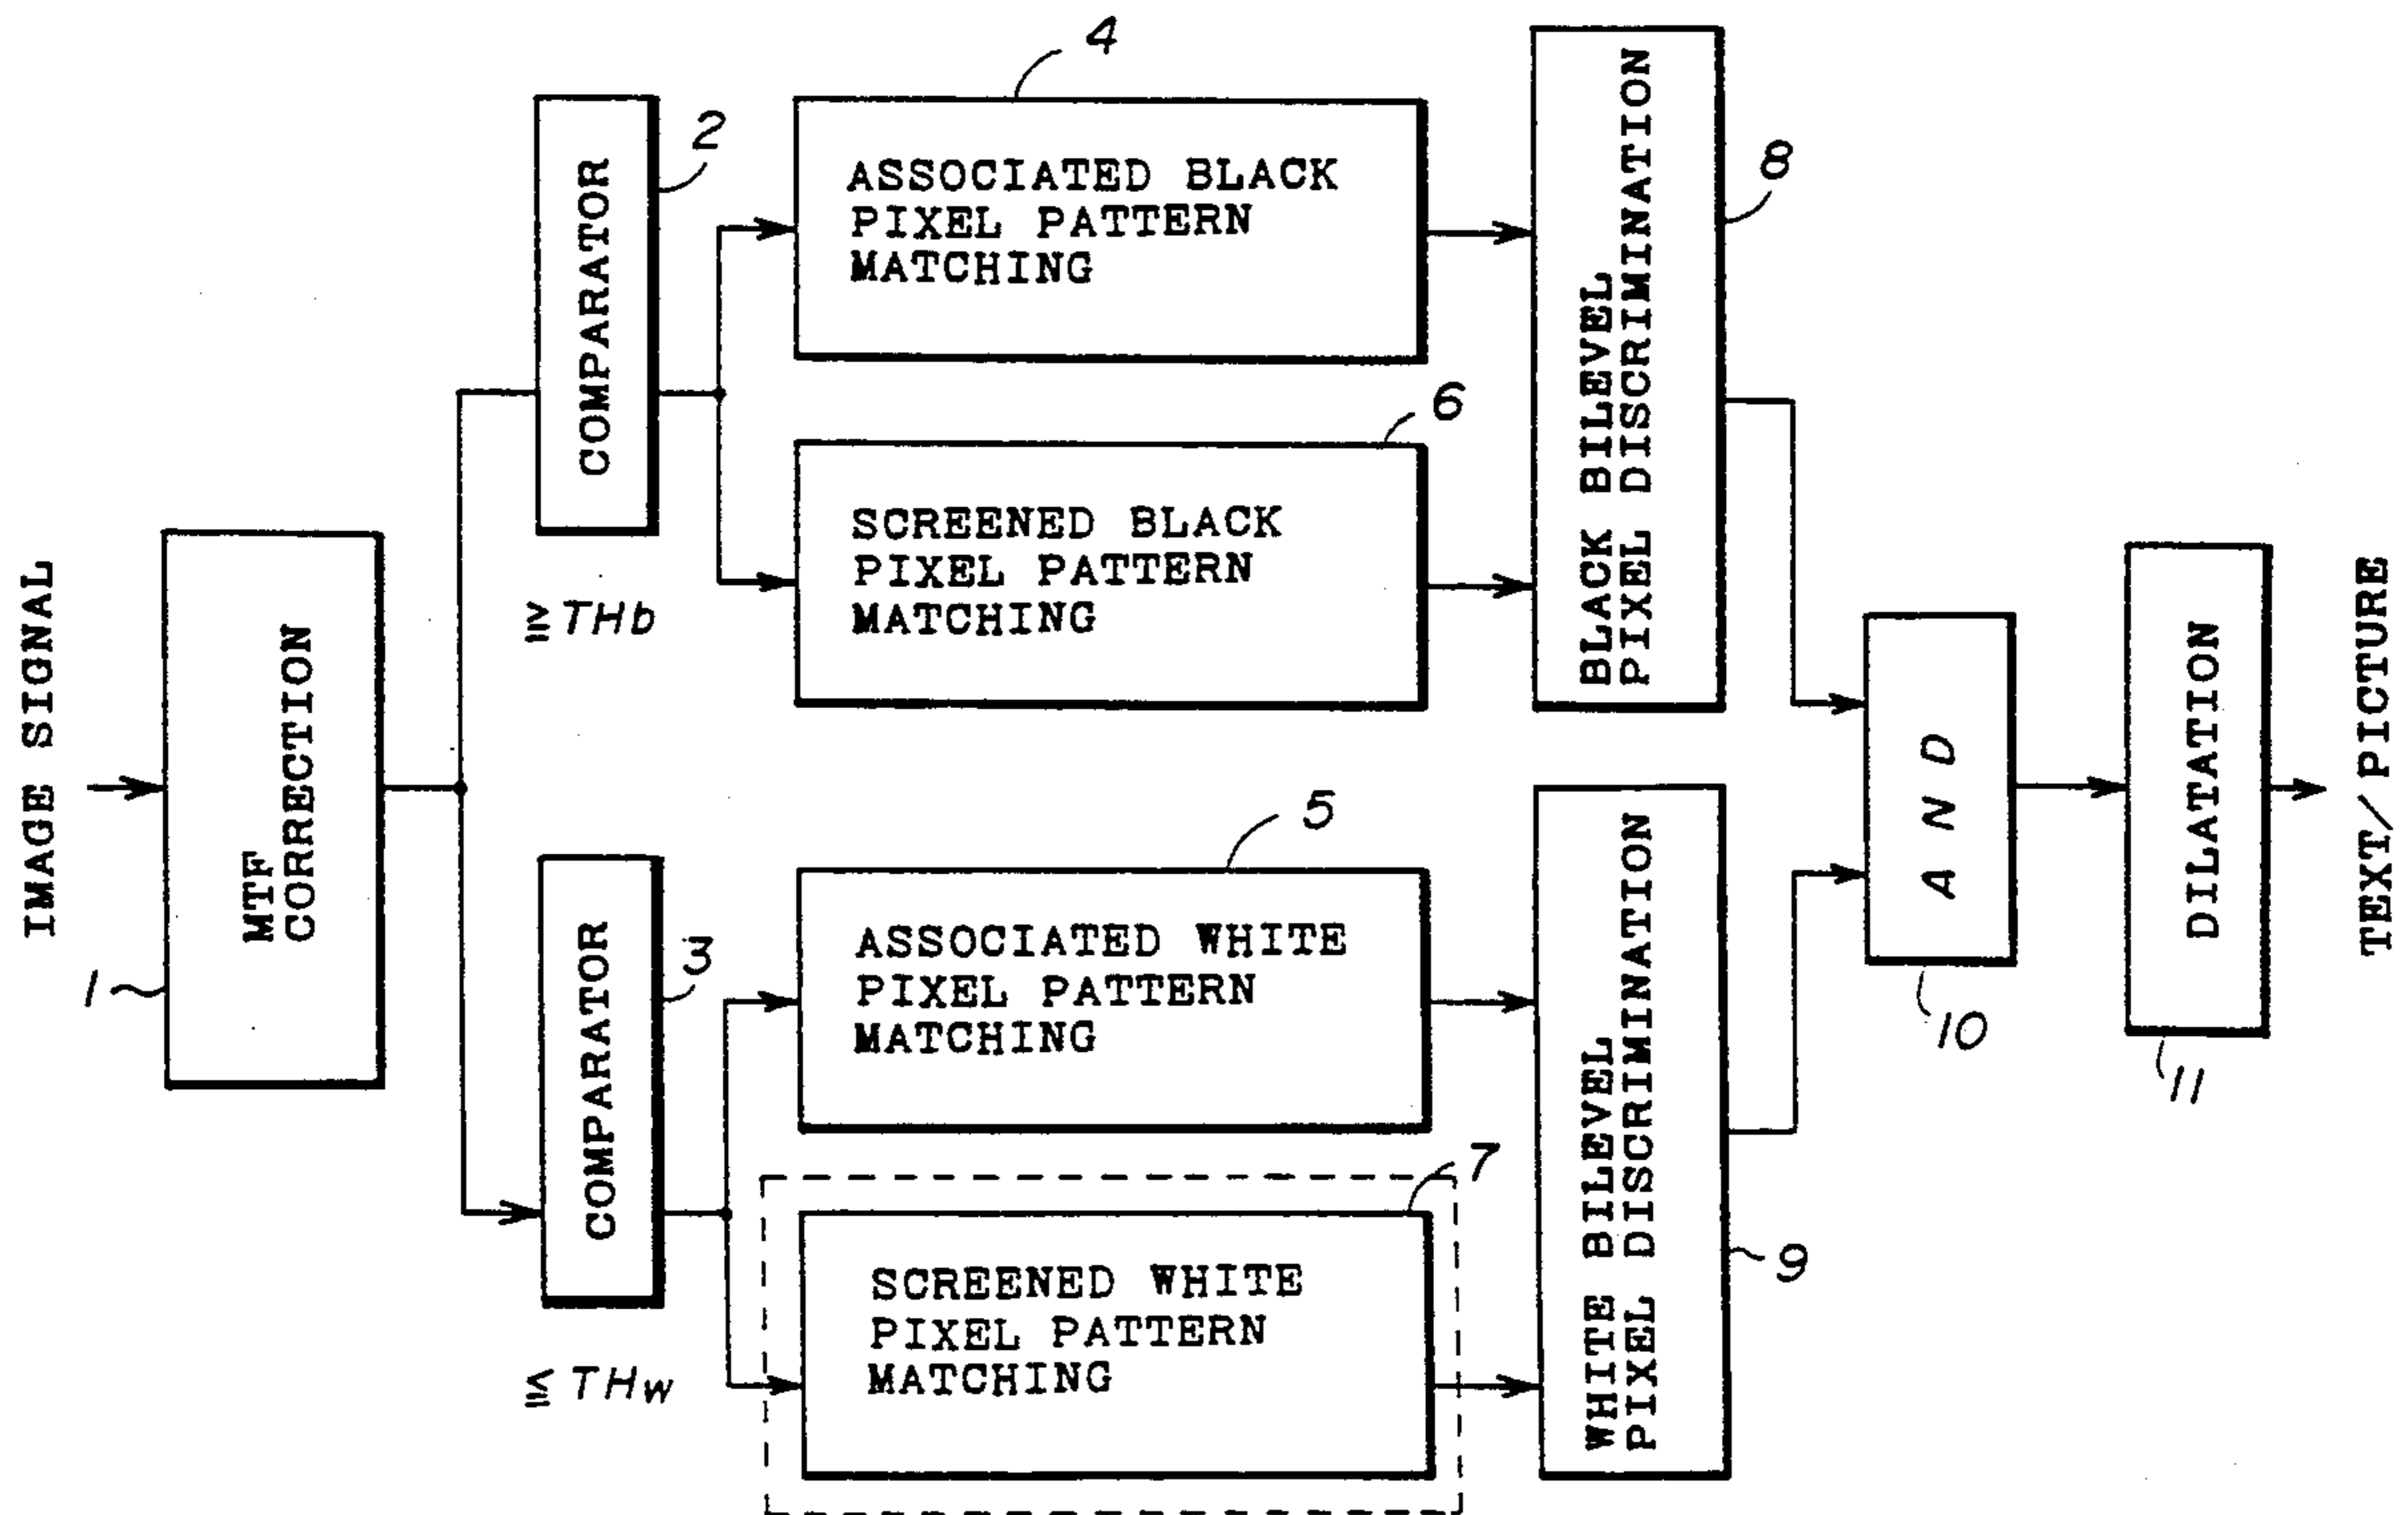 IMAGE SIGNAL
1
MTF
CORRECTION
COMPARATOR
2
≧ THb
COMPARATOR
3
≦ THw
4
ASSOCIATED BLACK
PIXEL PATTERN
MATCHING
6
SCREENED BLACK
PIXEL PATTERN
MATCHING
5
ASSOCIATED WHITE
PIXEL PATTERN
MATCHING
7
SCREENED WHITE
PIXEL PATTERN
MATCHING
BLACK BILEVEL
PIXEL DISCRIMINATION
8
WHITE BILEVEL
PIXEL DISCRIMINATION
9
AND
10
DILATATION
11
TEXT/PICTURE